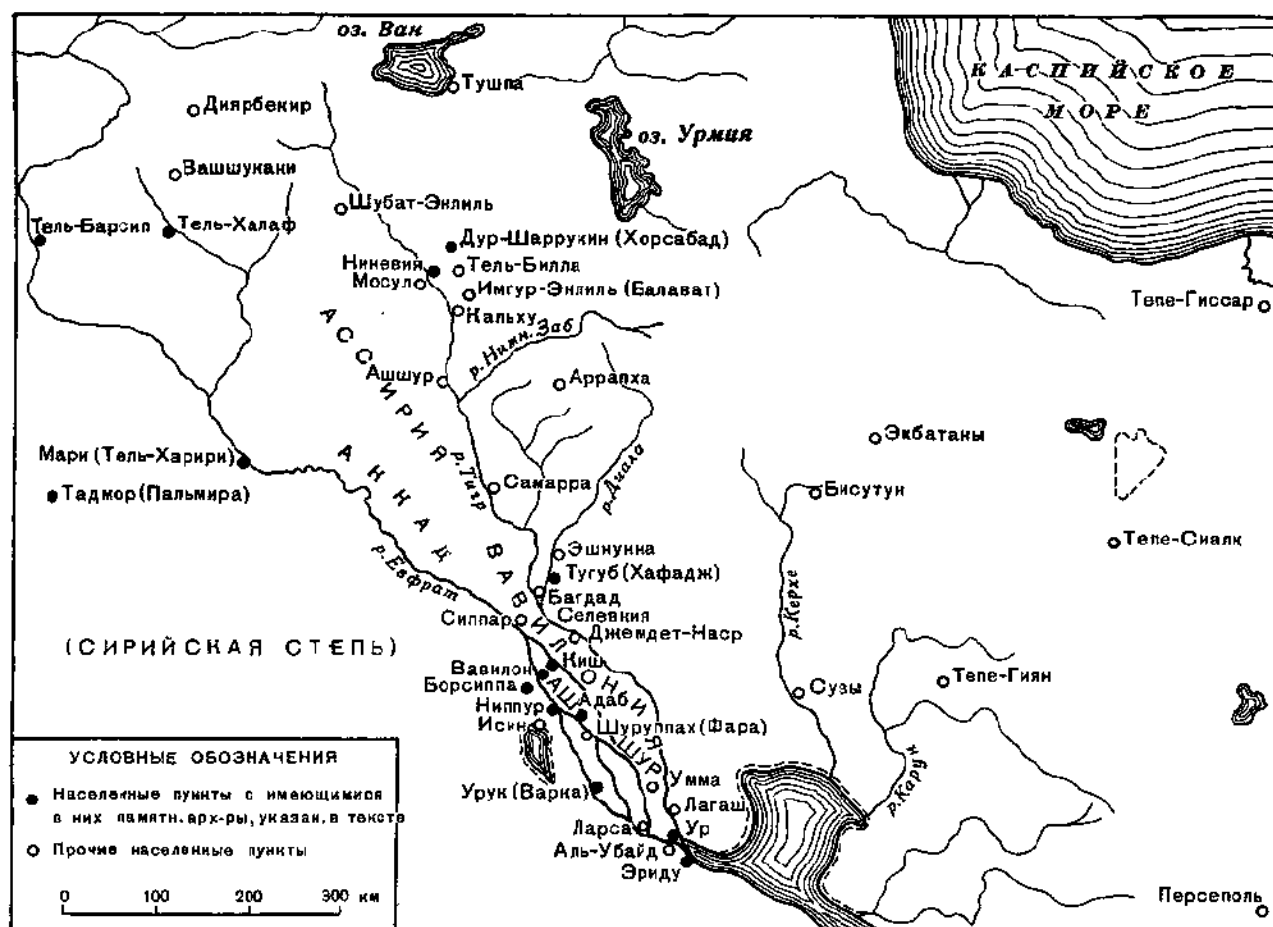 оз. Ван
Тушпа
КАСПИЙСКОЕ
МОРЕ
Диярбекир
оз. Урмия
Вашшукани
Шубат-Энлиль
Тель-Барсип
Тель-Халаф
Дур-Шаррукин (Хорсабад)
Ниневия
Тель-Билла
Мосул
Имгур-Энлиль (Балават)
Кальху
Тепе-Гиссар
АССИРИЯ
р. Нижн. Заб
Ашшур
Аррапха
Экбатаны
Мари (Тель-Харири)
АККАД
р. Тигр
Самарра
р. Диала
Бисутун
Тадмор (Пальмира)
Тепе-Сиалк
р. Евфрат
ВАВИЛОНИЯ
Эшнунна
Тугуб (Хафадж)
Багдад
р. Керхе
Сиппар
Селевкия
Джемдет-Наср
(СИРИЙСКАЯ СТЕПЬ)
Киш
Вавилон
Борсиппа
АШШУР
Адаб
Сузы
Тепе-Гиян
Ниппур
Исин
Шуруппах (Фара)
р. Карун
Умма
Урук (Варка)
Лагаш
Ларса
Ур
Аль-Убайд
Эриду
Персеполь
УСЛОВНЫЕ ОБОЗНАЧЕНИЯ
Населенные пункты с имеющимися
в них памятн. арх-ры, указан. в тексте
Прочие населенные пункты
0 100 200 300 км